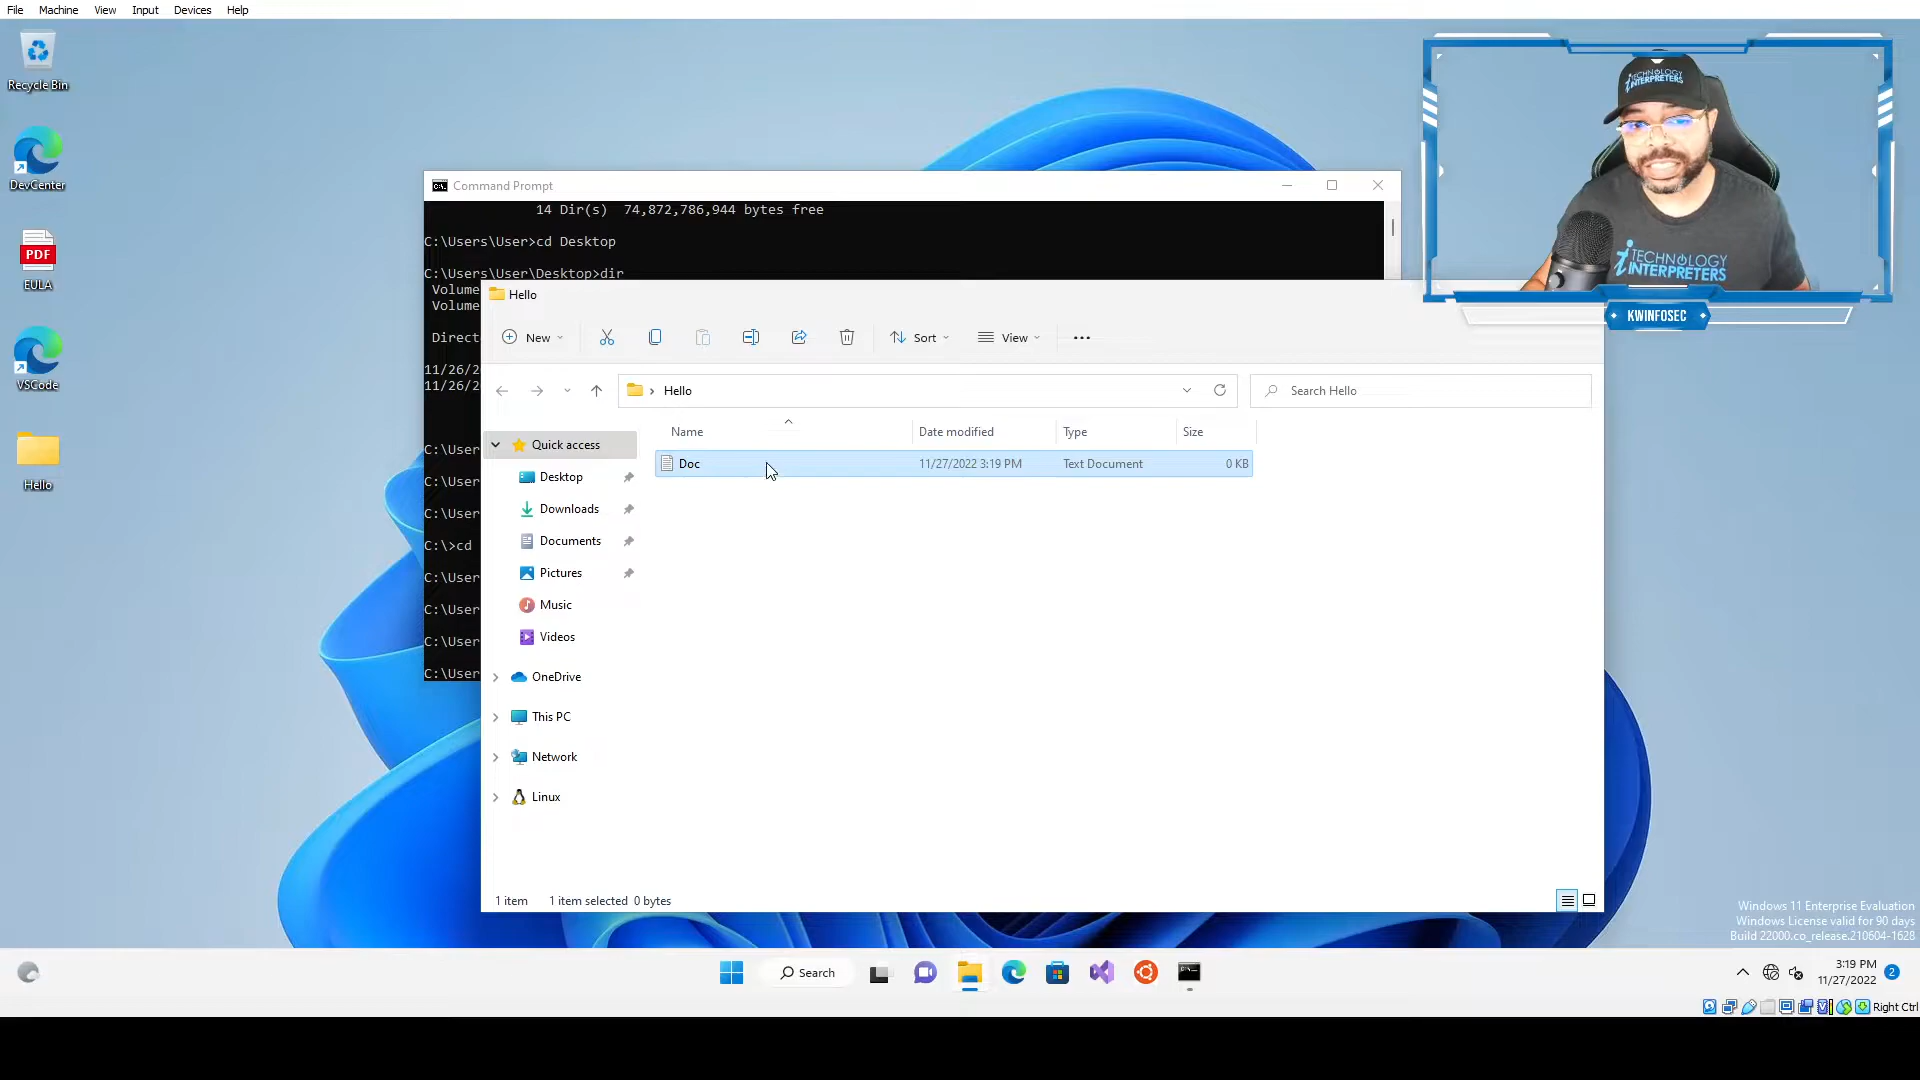 File Machine View Input Devices Help
Recycle Bin
DevCenter
PDF
EULA
VSCode
Hello
Command Prompt
14 Dir(s) 74,872,786,944 bytes free
C:\Users\User>cd Desktop
C:\Users\User\Desktop>dir
Volume
Volume
Direct
11/26/2
11/26/2
C:\User
C:\User
C:\User
C:\>cd
C:\User
C:\User
C:\User
C:\User
Hello
New
Sort
View
Hello
Search Hello
Name Date modified Type Size
Doc 11/27/2022 3:19 PM Text Document 0 KB
Quick access
Desktop
Downloads
Documents
Pictures
Music
Videos
OneDrive
This PC
Network
Linux
1 item 1 item selected 0 bytes
TECHNOLOGY
INTERPRETERS
TECHNOLOGY
INTERPRETERS
KWINFOSEC
Windows 11 Enterprise Evaluation
Windows License valid for 90 days
Build 22000.co_release.210604-1628
Search
3:19 PM
11/27/2022
2
Right Ctrl